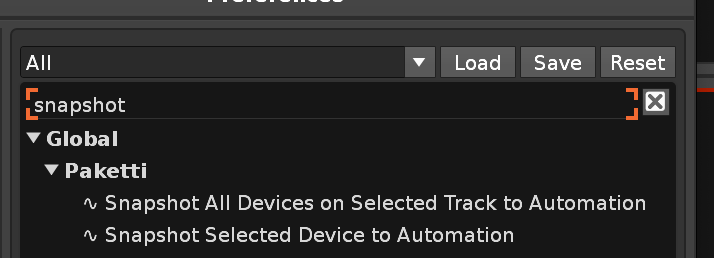 Preferences
All
Load
Save
Reset
snapshot
Global
Paketti
Snapshot All Devices on Selected Track to Automation
Snapshot Selected Device to Automation